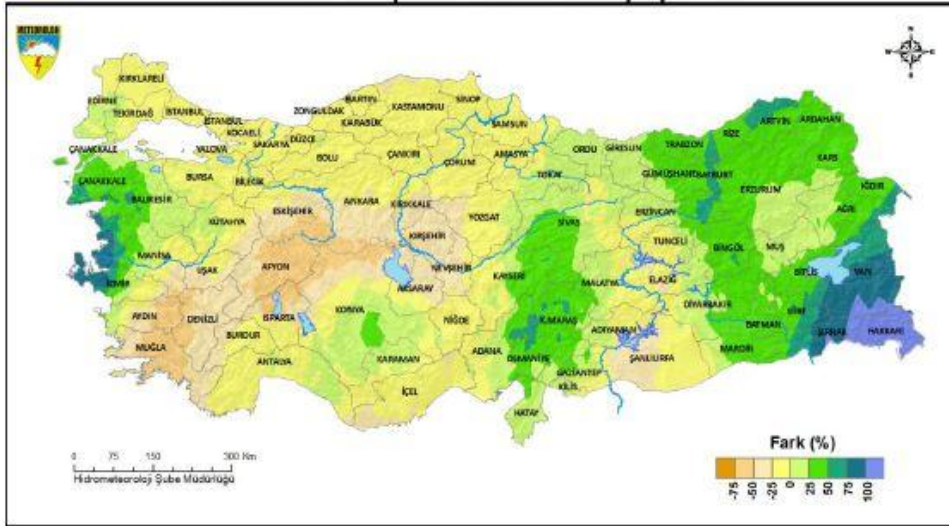 METEOROLOJİ
KIRKLARELİ
EDİRNE
TEKİRDAĞ
İSTANBUL
İSTANBUL
KOCAELİ
YALOVA
SAKARYA
DÜZCE
ZONGULDAK
BARTIN
KARABÜK
KASTAMONU
SİNOP
SAMSUN
BOLU
ÇANKIRI
ÇORUM
AMASYA
TOKAT
ORDU
GİRESUN
TRABZON
RİZE
ARTVİN
ARDAHAN
GÜMÜŞHANE
BAYBURT
ERZURUM
KARS
IĞDIR
AĞRI
ÇANAKKALE
ÇANAKKALE
BALIKESİR
BURSA
BİLECİK
KÜTAHYA
ESKİŞEHİR
ANKARA
KIRIKKALE
KIRŞEHİR
YOZGAT
SİVAS
ERZİNCAN
TUNCELİ
BİNGÖL
MUŞ
BİTLİS
VAN
MANİSA
İZMİR
UŞAK
AFYON
NEVŞEHİR
AKSARAY
KAYSERİ
MALATYA
ELAZIĞ
DİYARBAKIR
BATMAN
SİİRT
ŞIRNAK
HAKKARİ
AYDIN
DENİZLİ
ISPARTA
KONYA
NİĞDE
K.MARAŞ
ADIYAMAN
MARDİN
MUĞLA
BURDUR
ANTALYA
KARAMAN
İÇEL
ADANA
OSMANİYE
GAZİANTEP
KİLİS
ŞANLIURFA
HATAY
0 75 150 300 Km
Hidrometeoroloji Şube Müdürlüğü
Fark (%)
-75 -50 -25 0 25 50 75 100